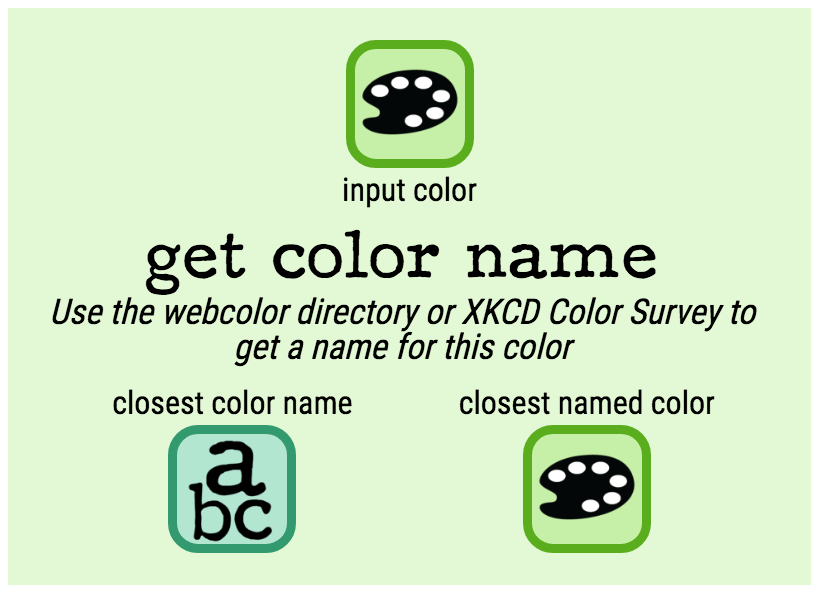 input color
get color name
Use the webcolor directory or XKCD Color Survey to
get a name for this color
closest color name
closest named color
a
bc